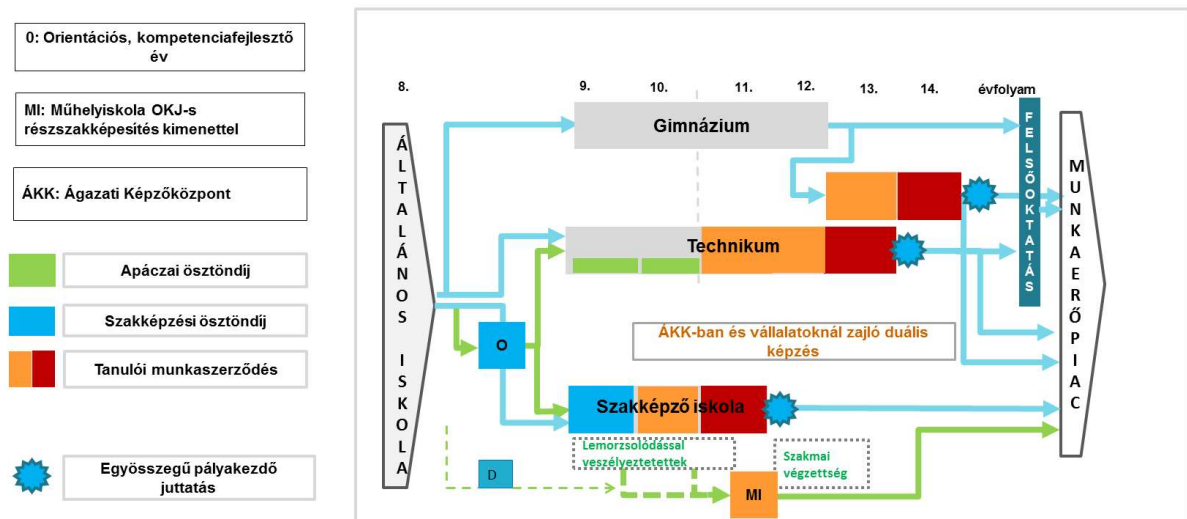 0: Orientációs, kompetenciafejlesztő
év
MI: Műhelyiskola OKJ-s
részszakképesítés kimenettel
ÁKK: Ágazati Képzőközpont
Apáczai ösztöndíj
Szakképzési ösztöndíj
Tanulói munkaszerződés
Egyösszegű pályakezdő
juttatás
8.
9.
10.
11.
12.
13.
14.
évfolyam
ÁLTALÁNOS ISKOLA
Gimnázium
Technikum
O
ÁKK-ban és vállalatoknál zajló duális
képzés
Szakképző iskola
Lemorzsolódással
veszélyeztetettek
Szakmai
végzettség
D
MI
FELSŐOKTATÁS
MUNKAERŐPIAC